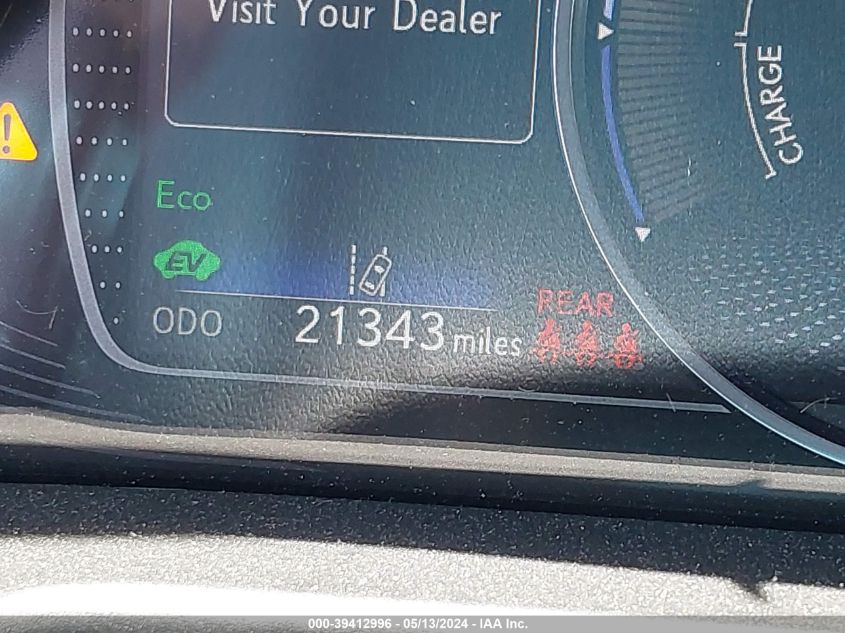 Visit Your Dealer
CHARGE
Eco
EV
ODO 21343 miles
REAR
000-39412996 - 05/13/2024 - IAA Inc.